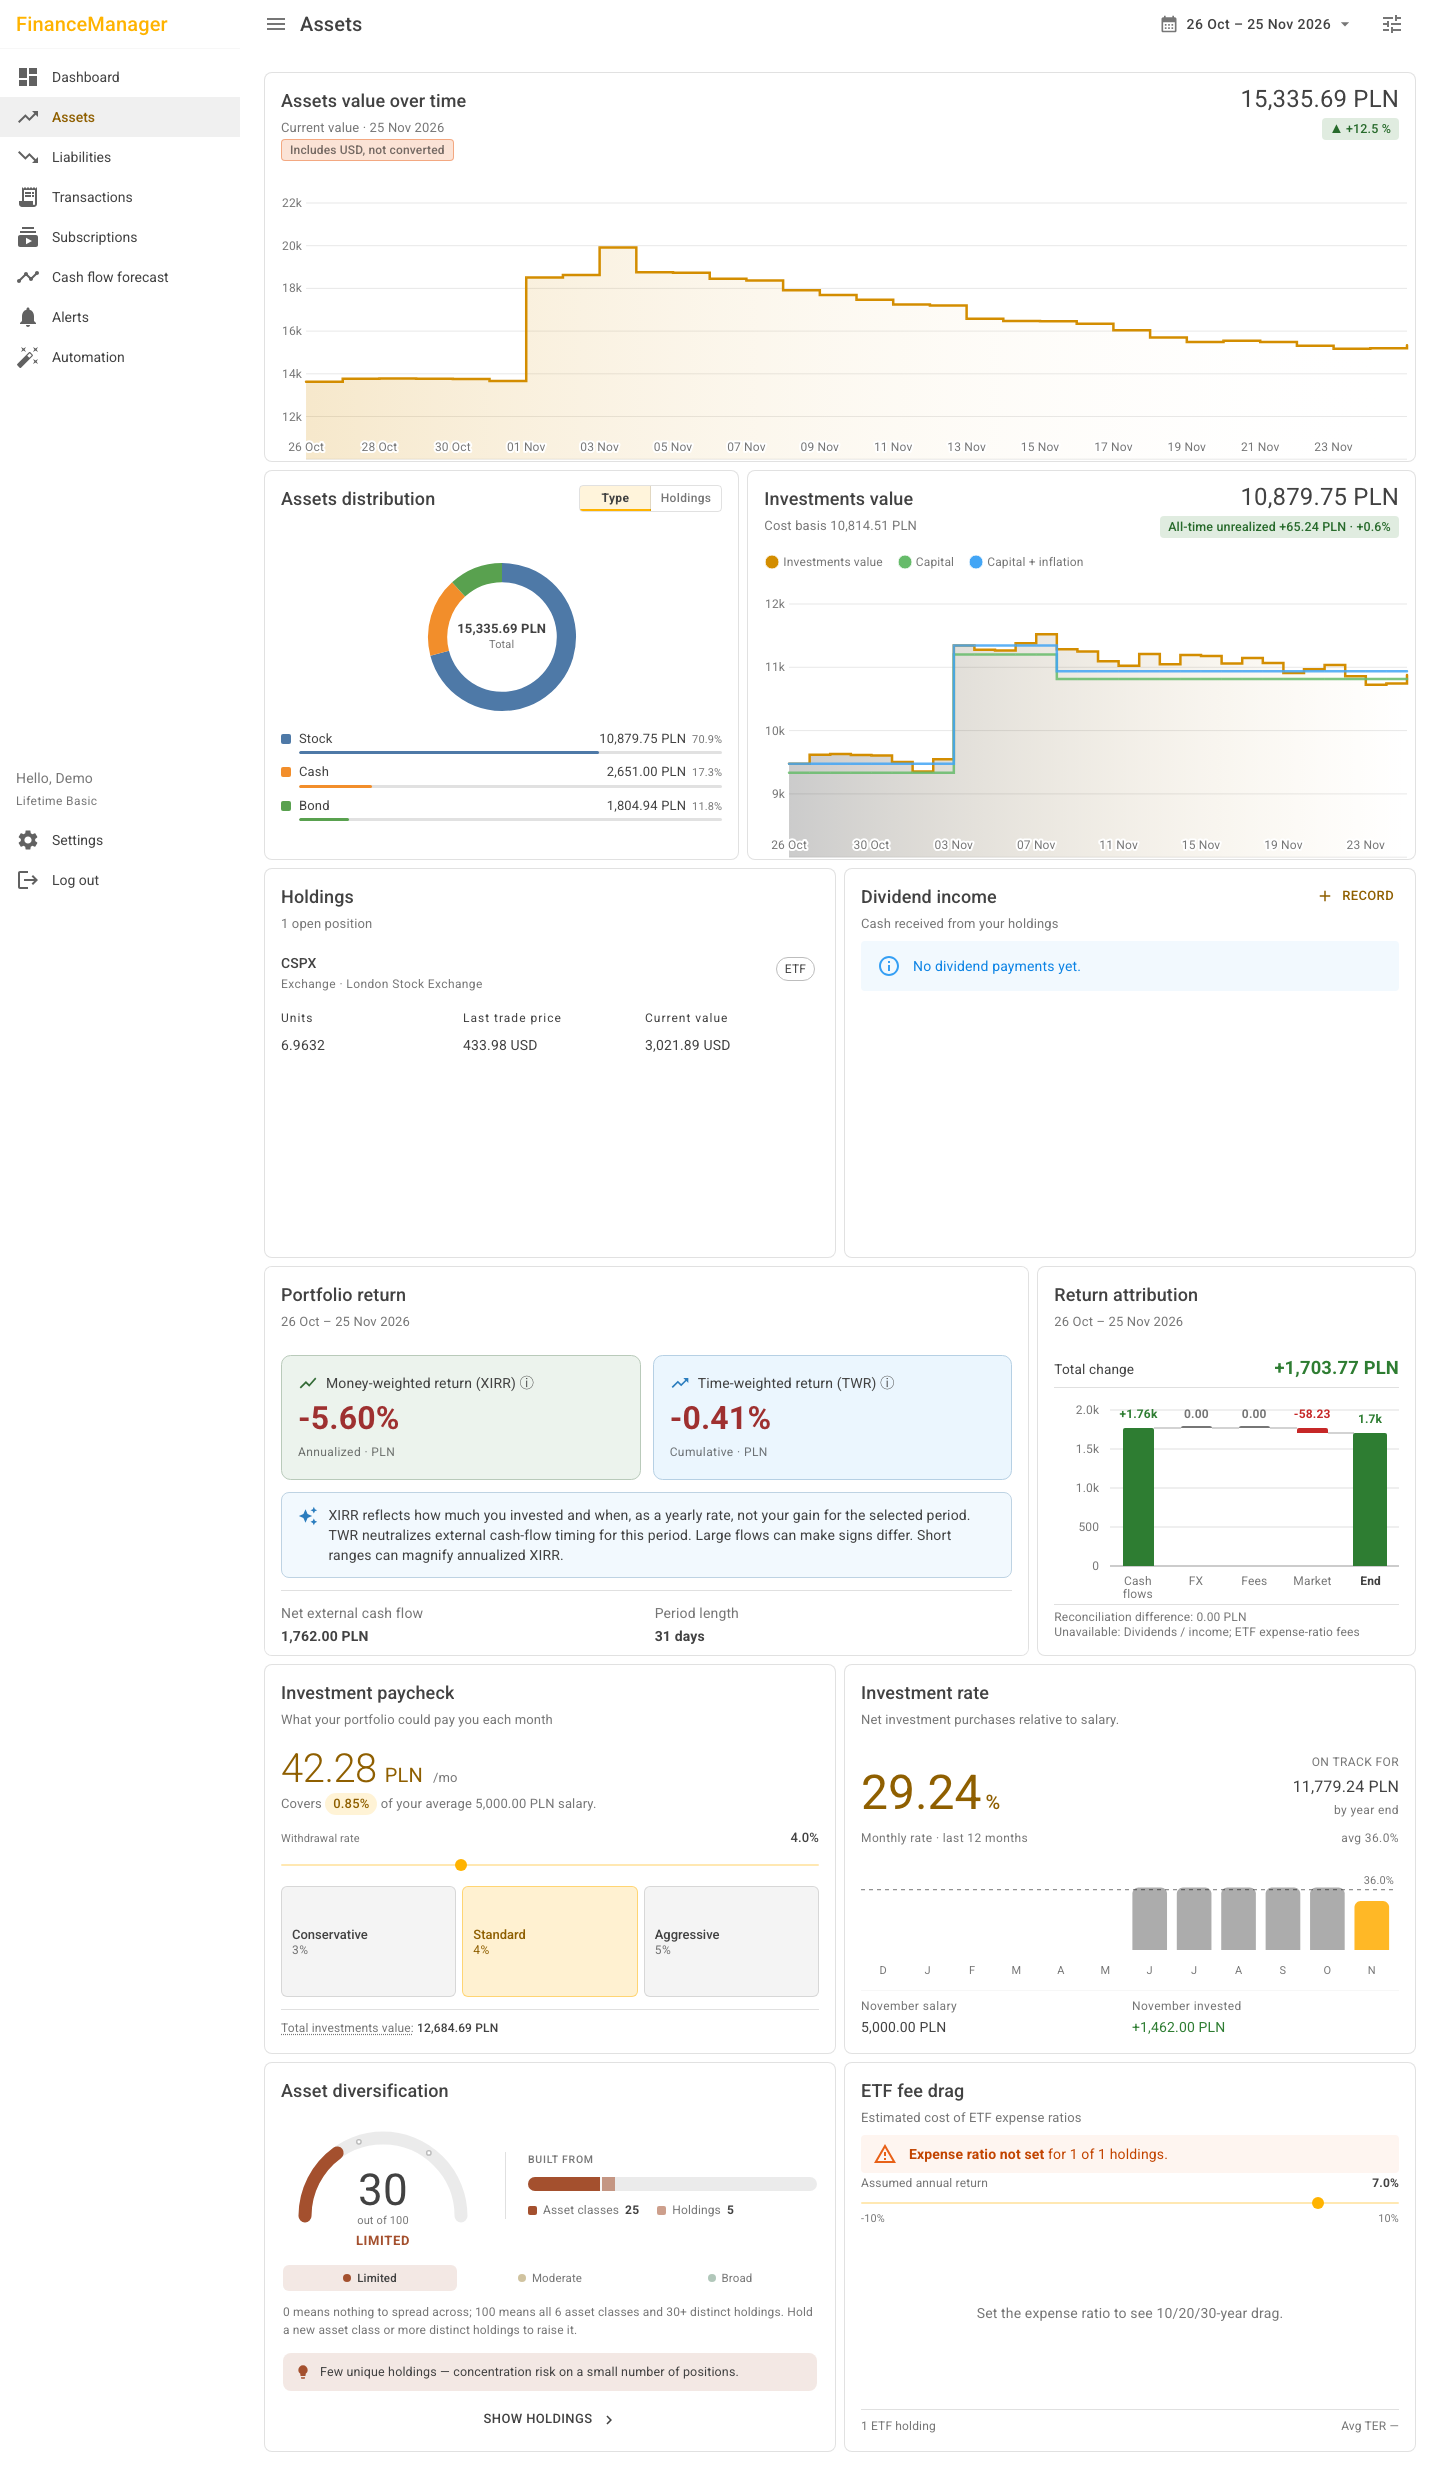 FinanceManager
Dashboard
Assets
Liabilities
Transactions
Subscriptions
Cash flow forecast
Alerts
Automation
Hello, Demo
Lifetime Basic
Settings
Log out
Assets
26 Oct – 25 Nov 2026
Assets value over time
15,335.69 PLN
Current value · 25 Nov 2026
▲ +12.5 %
Includes USD, not converted
22k
20k
18k
16k
14k
12k
26 Oct 28 Oct 30 Oct 01 Nov 03 Nov 05 Nov 07 Nov 09 Nov 11 Nov 13 Nov 15 Nov 17 Nov 19 Nov 21 Nov 23 Nov
Assets distribution
Type Holdings
15,335.69 PLN
Total
Stock 10,879.75 PLN 70.9%
Cash 2,651.00 PLN 17.3%
Bond 1,804.94 PLN 11.8%
Investments value
10,879.75 PLN
Cost basis 10,814.51 PLN
All-time unrealized +65.24 PLN · +0.6%
Investments value Capital Capital + inflation
12k
11k
10k
9k
26 Oct 30 Oct 03 Nov 07 Nov 11 Nov 15 Nov 19 Nov 23 Nov
Holdings
1 open position
CSPX
Exchange · London Stock Exchange
ETF
Units Last trade price Current value
6.9632 433.98 USD 3,021.89 USD
Dividend income
RECORD
Cash received from your holdings
No dividend payments yet.
Portfolio return
26 Oct – 25 Nov 2026
Money-weighted return (XIRR) ⓘ
-5.60%
Annualized · PLN
Time-weighted return (TWR) ⓘ
-0.41%
Cumulative · PLN
XIRR reflects how much you invested and when, as a yearly rate, not your gain for the selected period.
TWR neutralizes external cash-flow timing for this period. Large flows can make signs differ. Short
ranges can magnify annualized XIRR.
Net external cash flow Period length
1,762.00 PLN 31 days
Return attribution
26 Oct – 25 Nov 2026
Total change +1,703.77 PLN
2.0k
1.5k
1.0k
500
0
+1.76k 0.00 0.00 -58.23 1.7k
Cash FX Fees Market End
flows
Reconciliation difference: 0.00 PLN
Unavailable: Dividends / income; ETF expense-ratio fees
Investment paycheck
What your portfolio could pay you each month
42.28 PLN /mo
Covers 0.85% of your average 5,000.00 PLN salary.
Withdrawal rate 4.0%
Conservative
3%
Standard
4%
Aggressive
5%
Total investments value: 12,684.69 PLN
Investment rate
Net investment purchases relative to salary.
29.24 %
ON TRACK FOR
11,779.24 PLN
by year end
Monthly rate · last 12 months avg 36.0%
36.0%
D J F M A M J J A S O N
November salary November invested
5,000.00 PLN +1,462.00 PLN
Asset diversification
30
out of 100
LIMITED
BUILT FROM
Asset classes 25 Holdings 5
Limited Moderate Broad
0 means nothing to spread across; 100 means all 6 asset classes and 30+ distinct holdings. Hold
a new asset class or more distinct holdings to raise it.
Few unique holdings — concentration risk on a small number of positions.
SHOW HOLDINGS
ETF fee drag
Estimated cost of ETF expense ratios
Expense ratio not set for 1 of 1 holdings.
Assumed annual return 7.0%
-10% 10%
Set the expense ratio to see 10/20/30-year drag.
1 ETF holding Avg TER —